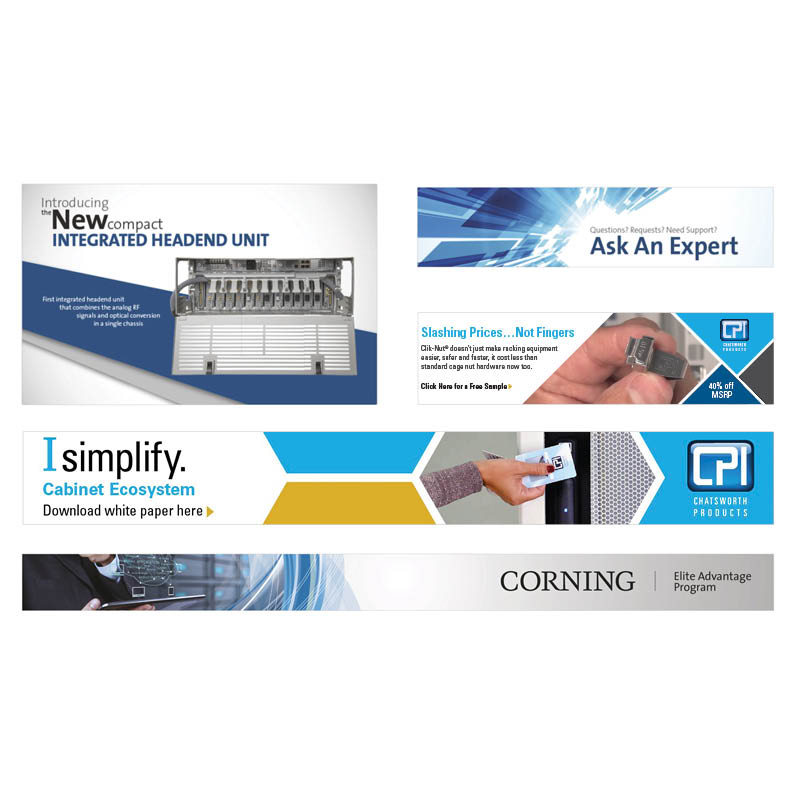 Introducing
the New compact
INTEGRATED HEADEND UNIT
First integrated headend unit
that combines the analog RF
signals and optical conversion
in a single chassis
Questions? Requests? Need Support?
Ask An Expert
Slashing Prices...Not Fingers
Clik-Nut® doesn't just make racking equipment
easier, safer and faster, it cost less than
standard cage nut hardware now too.
Click Here for a Free Sample
CPI
CHATSWORTH
PRODUCTS
40% off
MSRP
I simplify.
Cabinet Ecosystem
Download white paper here
CPI
CHATSWORTH
PRODUCTS
CORNING
Elite Advantage
Program